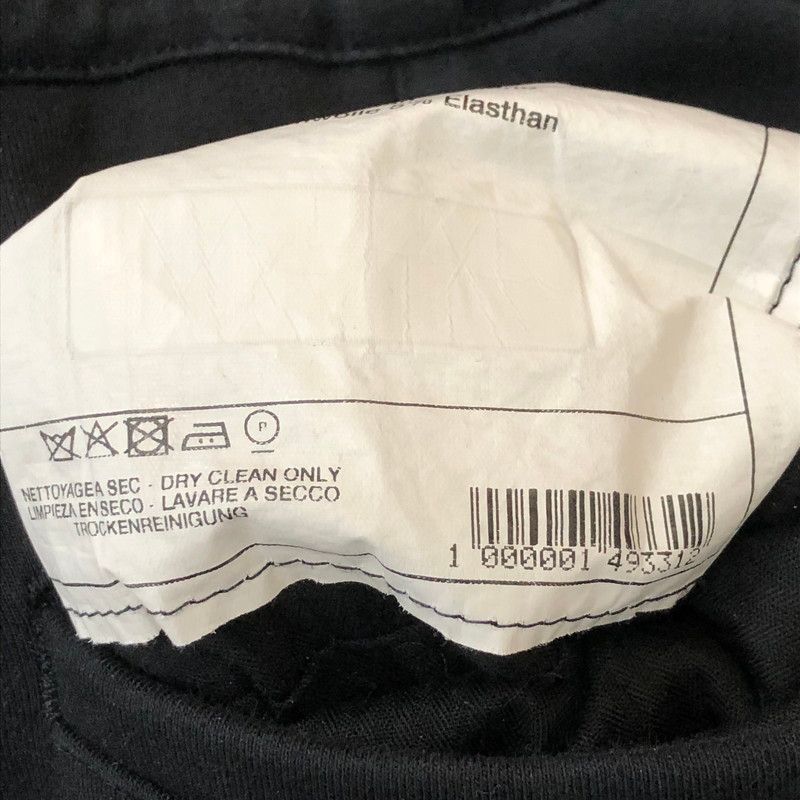 Elasthan
P
NETTOYAGE A SEC - DRY CLEAN ONLY
LIMPIEZA EN SECO - LAVARE A SECCO
TROCKENREINIGUNG
1 000001 493312